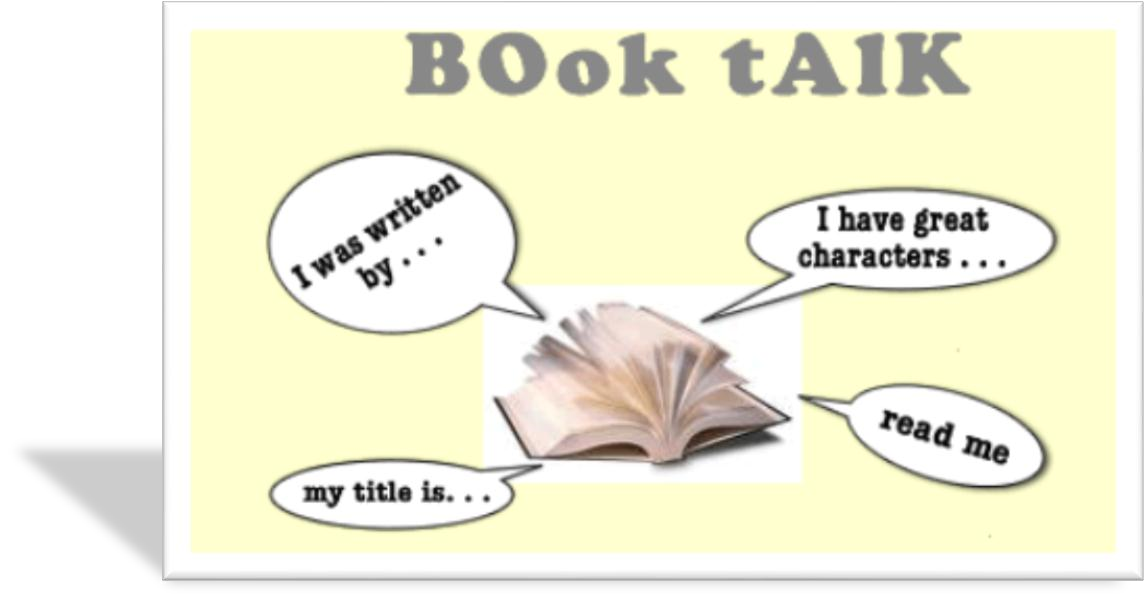 BOok tAlK
I was written
by . . .
I have great
characters . . .
read me
my title is. . .